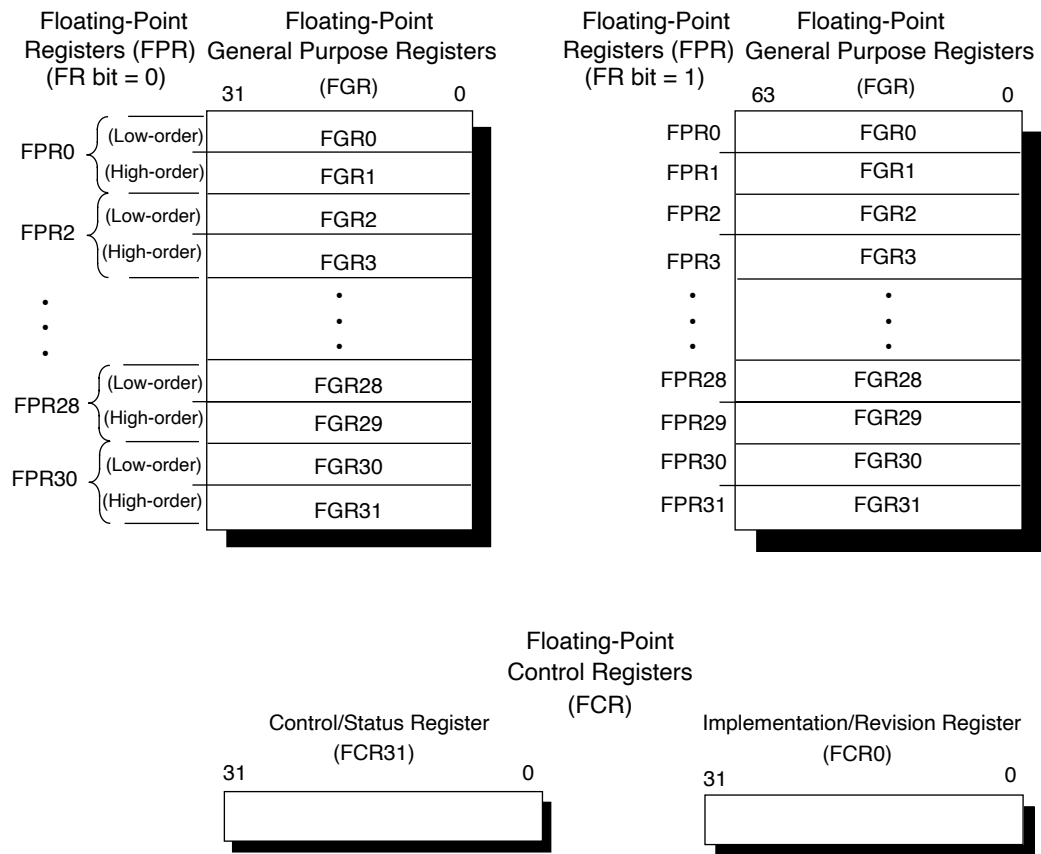 Floating-Point
Registers (FPR)
(FR bit = 0)
Floating-Point
General Purpose Registers
(FGR)
31
0
FPR0
(Low-order)
FGR0
(High-order)
FGR1
FPR2
(Low-order)
FGR2
(High-order)
FGR3
FPR28
(Low-order)
FGR28
(High-order)
FGR29
FPR30
(Low-order)
FGR30
(High-order)
FGR31
Floating-Point
Registers (FPR)
(FR bit = 1)
Floating-Point
General Purpose Registers
(FGR)
63
0
FPR0
FGR0
FPR1
FGR1
FPR2
FGR2
FPR3
FGR3
FPR28
FGR28
FPR29
FGR29
FPR30
FGR30
FPR31
FGR31
Floating-Point
Control Registers
(FCR)
Control/Status Register
(FCR31)
31
0
Implementation/Revision Register
(FCR0)
31
0